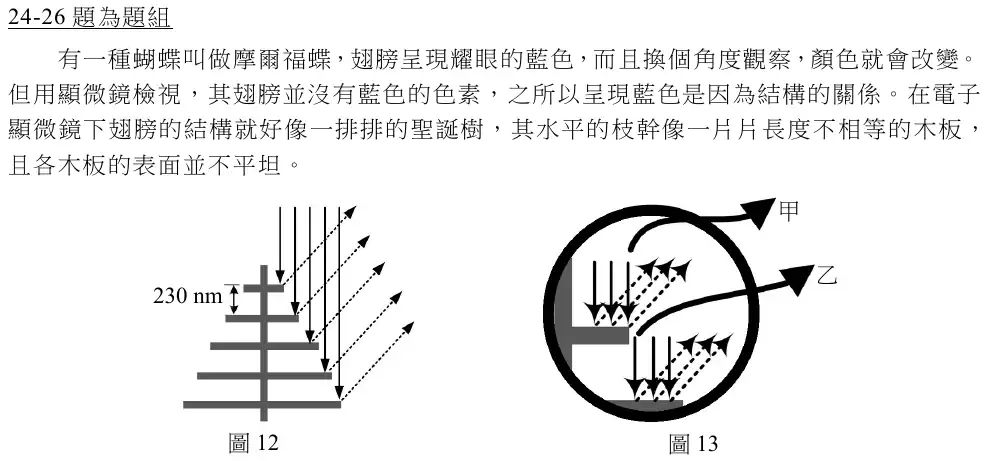 24-26 題為題組
有一種蝴蝶叫做摩爾福蝶，翅膀呈現耀眼的藍色，而且換個角度觀察，顏色就會改變。
但用顯微鏡檢視，其翅膀並沒有藍色的色素，之所以呈現藍色是因為結構的關係。在電子
顯微鏡下翅膀的結構就好像一排排的聖誕樹，其水平的枝幹像一片片長度不相等的木板，
且各木板的表面並不平坦。
甲
乙
230 nm
圖 12
圖 13